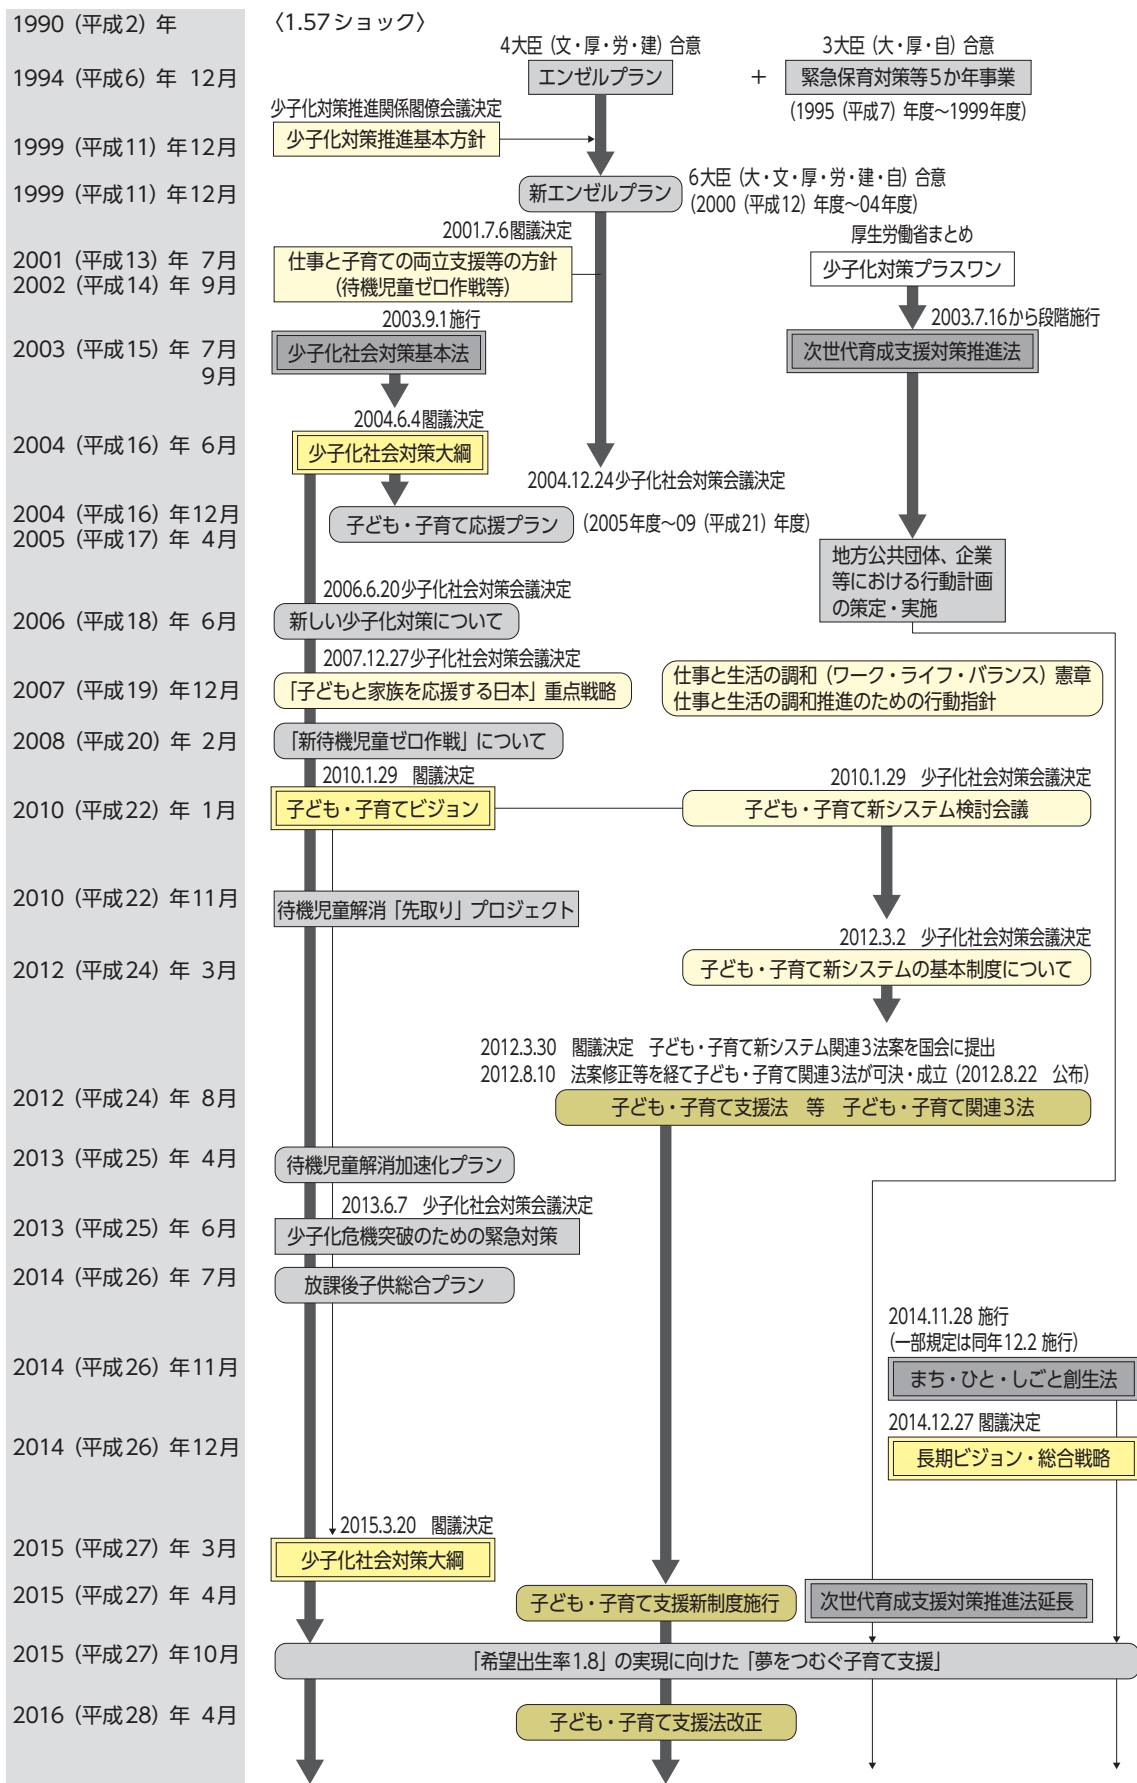 1990（平成2）年
〈1.57ショック〉
4大臣（文・厚・労・建）合意
3大臣（大・厚・自）合意
1994（平成6）年 12月
エンゼルプラン
＋
緊急保育対策等5か年事業
（1995（平成7）年度～1999年度）
少子化対策推進関係閣僚会議決定
1999（平成11）年12月
少子化対策推進基本方針
1999（平成11）年12月
新エンゼルプラン
6大臣（大・文・厚・労・建・自）合意
（2000（平成12）年度～04年度）
2001.7.6閣議決定
厚生労働省まとめ
2001（平成13）年 7月
2002（平成14）年 9月
仕事と子育ての両立支援等の方針
（待機児童ゼロ作戦等）
少子化対策プラスワン
2003.9.1施行
2003.7.16から段階施行
2003（平成15）年 7月
9月
少子化社会対策基本法
次世代育成支援対策推進法
2004.6.4閣議決定
2004（平成16）年 6月
少子化社会対策大綱
2004.12.24少子化社会対策会議決定
2004（平成16）年12月
2005（平成17）年 4月
子ども・子育て応援プラン
（2005年度～09（平成21）年度）
地方公共団体、企業
等における行動計画
の策定・実施
2006.6.20少子化社会対策会議決定
2006（平成18）年 6月
新しい少子化対策について
2007.12.27少子化社会対策会議決定
2007（平成19）年12月
「子どもと家族を応援する日本」重点戦略
仕事と生活の調和（ワーク・ライフ・バランス）憲章
仕事と生活の調和推進のための行動指針
2008（平成20）年 2月
「新待機児童ゼロ作戦」について
2010.1.29 閣議決定
2010.1.29 少子化社会対策会議決定
2010（平成22）年 1月
子ども・子育てビジョン
子ども・子育て新システム検討会議
2010（平成22）年11月
待機児童解消「先取り」プロジェクト
2012.3.2 少子化社会対策会議決定
2012（平成24）年 3月
子ども・子育て新システムの基本制度について
2012.3.30 閣議決定 子ども・子育て新システム関連3法案を国会に提出
2012.8.10 法案修正等を経て子ども・子育て関連3法が可決・成立（2012.8.22 公布）
2012（平成24）年 8月
子ども・子育て支援法 等 子ども・子育て関連3法
2013（平成25）年 4月
待機児童解消加速化プラン
2013.6.7 少子化社会対策会議決定
2013（平成25）年 6月
少子化危機突破のための緊急対策
2014（平成26）年 7月
放課後子供総合プラン
2014.11.28 施行
（一部規定は同年12.2 施行）
2014（平成26）年11月
まち・ひと・しごと創生法
2014.12.27 閣議決定
2014（平成26）年12月
長期ビジョン・総合戦略
2015.3.20 閣議決定
2015（平成27）年 3月
少子化社会対策大綱
2015（平成27）年 4月
子ども・子育て支援新制度施行
次世代育成支援対策推進法延長
2015（平成27）年10月
「希望出生率1.8」の実現に向けた「夢をつむぐ子育て支援」
2016（平成28）年 4月
子ども・子育て支援法改正